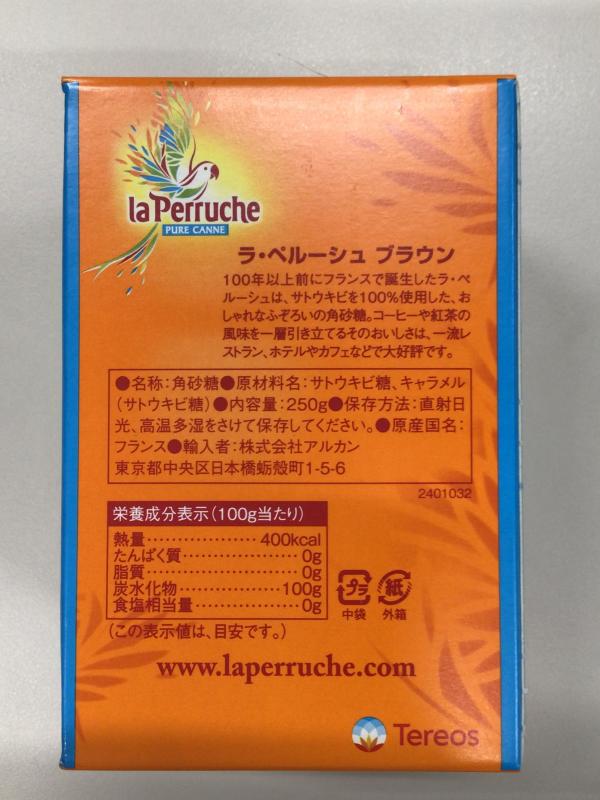 la Perruche
PURE CANNE
ラ・ペルーシュ ブラウン
100年以上前にフランスで誕生したラ・ペ
ルーシュは、サトウキビを100%使用した、お
しゃれなふぞろいの角砂糖。コーヒーや紅茶の
風味を一層引き立てるそのおいしさは、一流レ
ストラン、ホテルやカフェなどで大好評です。
●名称:角砂糖●原材料名:サトウキビ糖、キャラメル
(サトウキビ糖)●内容量:250g●保存方法:直射日
光、高温多湿をさけて保存してください。●原産国名:
フランス●輸入者:株式会社アルカン
東京都中央区日本橋蛎殻町1-5-6
2401032
栄養成分表示(100g当たり)
熱量・・・・・・・・・・・・・・・・・・400kcal
たんぱく質・・・・・・・・・・・・・・・・0g
脂質・・・・・・・・・・・・・・・・・・・・・0g
炭水化物・・・・・・・・・・・・・・・100g
食塩相当量・・・・・・・・・・・・・・・・0g
(この表示値は、目安です。)
プラ 紙
中袋 外箱
www.laperruche.com
Tereos